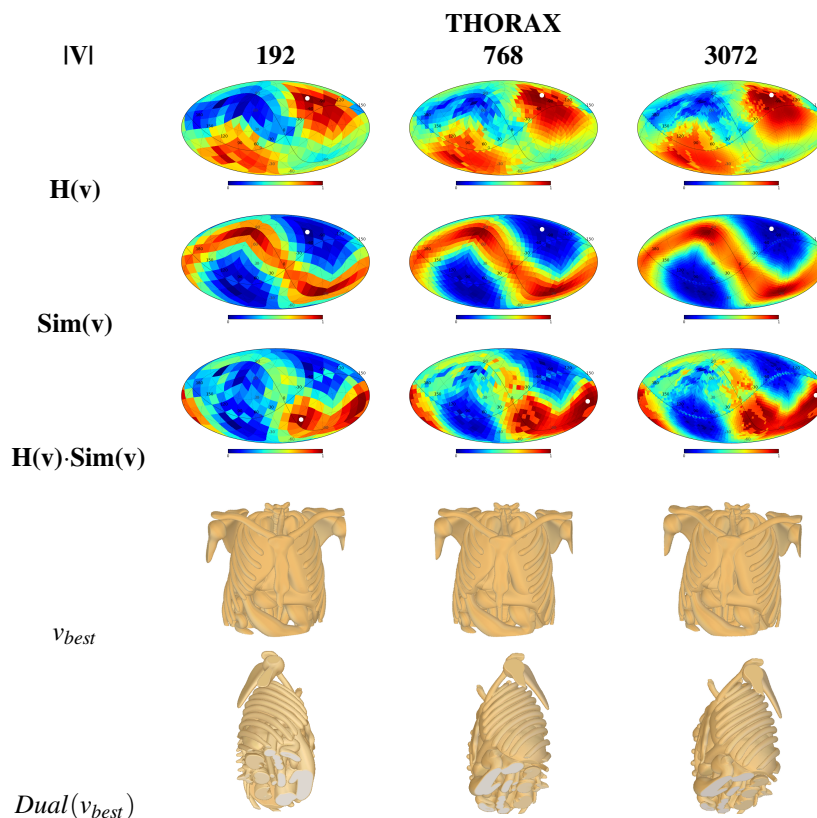 THORAX
|V| 192 768 3072
H(v)
Sim(v)
H(v)·Sim(v)
v_best
Dual(v_best)